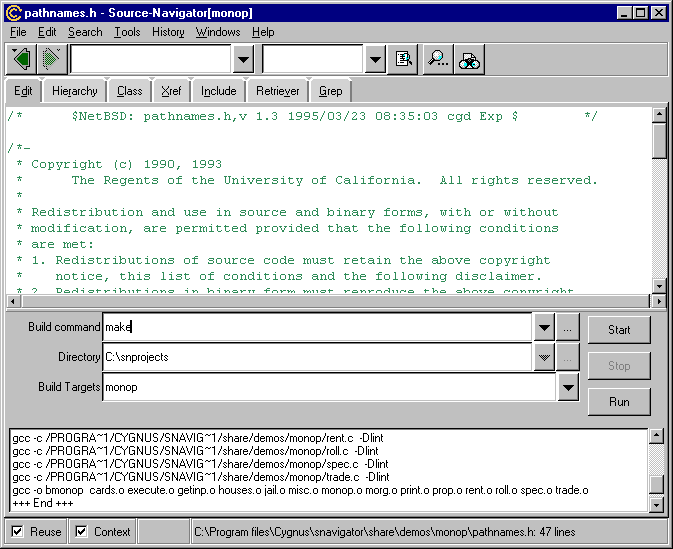 pathnames.h - Source-Navigator[monop]
File Edit Search Tools History Windows Help
Edit Hierarchy Class Xref Include Retriever Grep
/*      $NetBSD: pathnames.h,v 1.3 1995/03/23 08:35:03 cgd Exp $        */
/*-
 * Copyright (c) 1990, 1993
 *      The Regents of the University of California.  All rights reserved.
 *
 * Redistribution and use in source and binary forms, with or without
 * modification, are permitted provided that the following conditions
 * are met:
 * 1. Redistributions of source code must retain the above copyright
 *    notice, this list of conditions and the following disclaimer.
 * 2. Redistributions in binary form must reproduce the above copyright
Build command make ... Start
Directory C:\snprojects ... Stop
Build Targets monop Run
gcc -c /PROGRA~1/CYGNUS/SNAVIG~1/share/demos/monop/rent.c  -Dlint
gcc -c /PROGRA~1/CYGNUS/SNAVIG~1/share/demos/monop/roll.c  -Dlint
gcc -c /PROGRA~1/CYGNUS/SNAVIG~1/share/demos/monop/spec.c  -Dlint
gcc -c /PROGRA~1/CYGNUS/SNAVIG~1/share/demos/monop/trade.c  -Dlint
gcc -o bmonop  cards.o execute.o getinp.o houses.o jail.o misc.o monop.o morg.o print.o prop.o rent.o roll.o spec.o trade.o
+++ End +++
Reuse Context C:\Program files\Cygnus\snavigator\share\demos\monop\pathnames.h: 47 lines